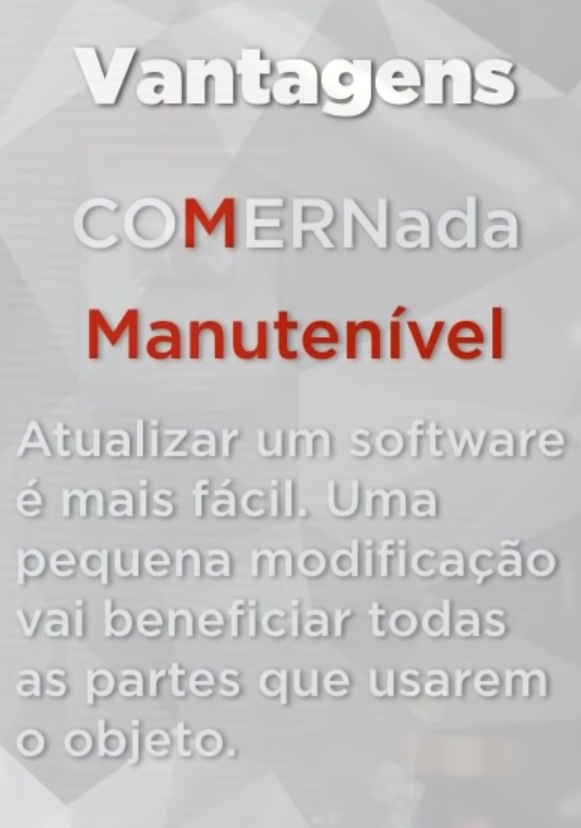 Vantagens
COMERNada
Manutenível
Atualizar um software
é mais fácil. Uma
pequena modificação
vai beneficiar todas
as partes que usarem
o objeto.